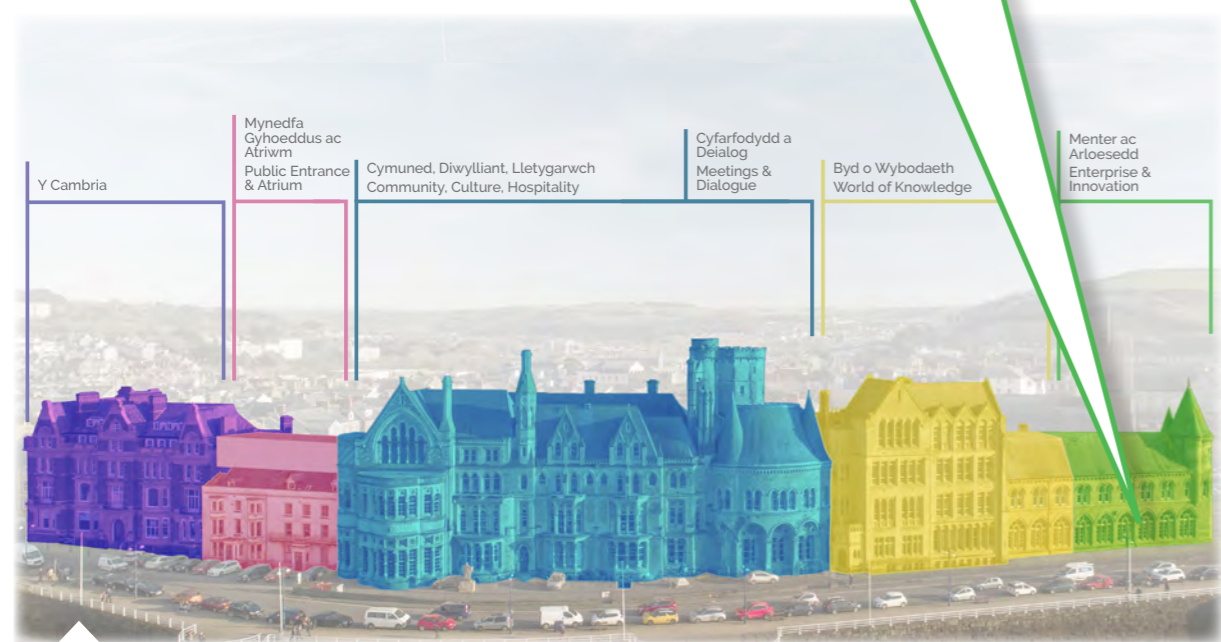 Y Cambria
Mynedfa
Gyhoeddus ac
Atriwm
Public Entrance
& Atrium
Cymuned, Diwylliant, Lletygarwch
Community, Culture, Hospitality
Cyfarfodydd a
Deialog
Meetings &
Dialogue
Byd o Wybodaeth
World of Knowledge
Menter ac
Arloesedd
Enterprise &
Innovation